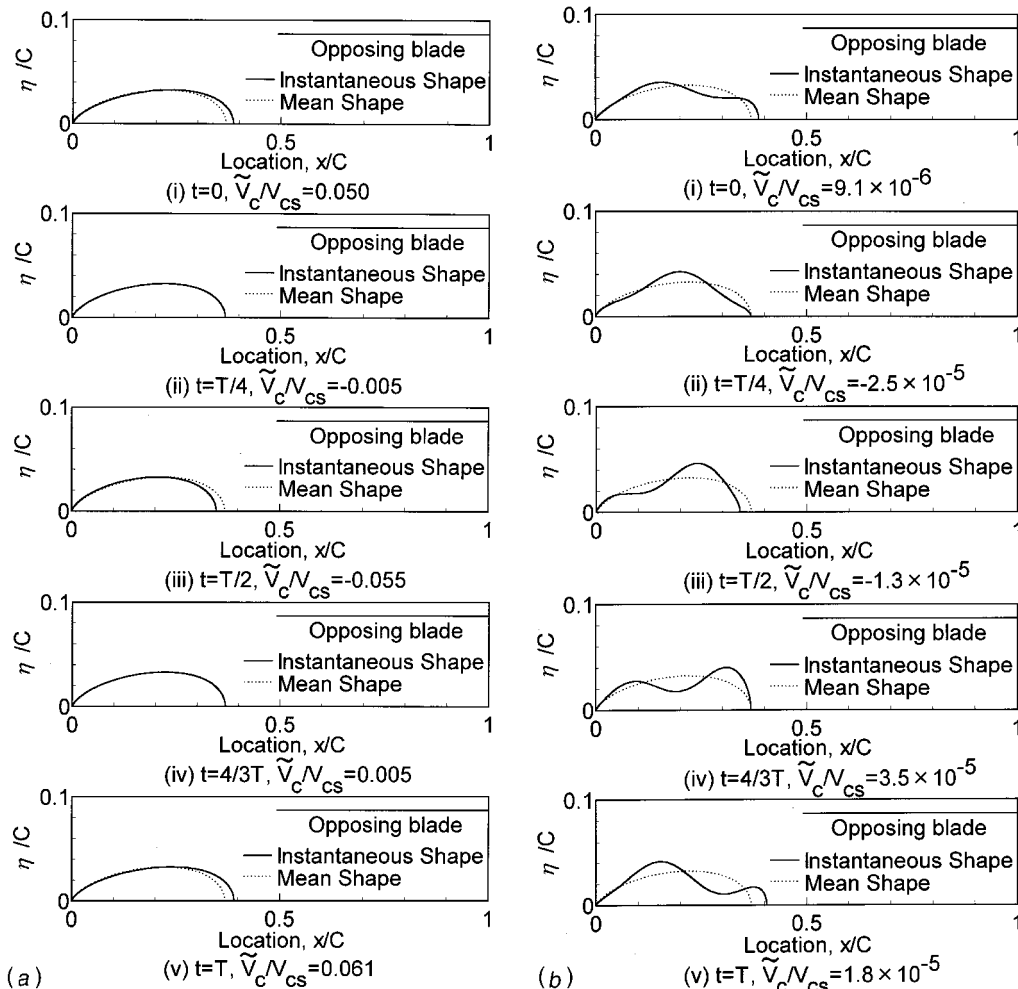 0.1
η /C
Opposing blade
Instantaneous Shape
Mean Shape
0
0 0.5 1
Location, x/C
(i) t=0, Ṽc/Vcs=0.050
0.1
η /C
Opposing blade
Instantaneous Shape
Mean Shape
0
0 0.5 1
Location, x/C
(ii) t=T/4, Ṽc/Vcs=-0.005
0.1
η /C
Opposing blade
Instantaneous Shape
Mean Shape
0
0 0.5 1
Location, x/C
(iii) t=T/2, Ṽc/Vcs=-0.055
0.1
η /C
Opposing blade
Instantaneous Shape
Mean Shape
0
0 0.5 1
Location, x/C
(iv) t=4/3T, Ṽc/Vcs=0.005
0.1
η /C
Opposing blade
Instantaneous Shape
Mean Shape
0
0 0.5 1
Location, x/C
(v) t=T, Ṽc/Vcs=0.061
(a)
0.1
η /C
Opposing blade
Instantaneous Shape
Mean Shape
0
0 0.5 1
Location, x/C
(i) t=0, Ṽc/Vcs=9.1×10⁻⁶
0.1
η /C
Opposing blade
Instantaneous Shape
Mean Shape
0
0 0.5 1
Location, x/C
(ii) t=T/4, Ṽc/Vcs=-2.5×10⁻⁵
0.1
η /C
Opposing blade
Instantaneous Shape
Mean Shape
0
0 0.5 1
Location, x/C
(iii) t=T/2, Ṽc/Vcs=-1.3×10⁻⁵
0.1
η /C
Opposing blade
Instantaneous Shape
Mean Shape
0
0 0.5 1
Location, x/C
(iv) t=4/3T, Ṽc/Vcs=3.5×10⁻⁵
0.1
η /C
Opposing blade
Instantaneous Shape
Mean Shape
0
0 0.5 1
Location, x/C
(v) t=T, Ṽc/Vcs=1.8×10⁻⁵
(b)